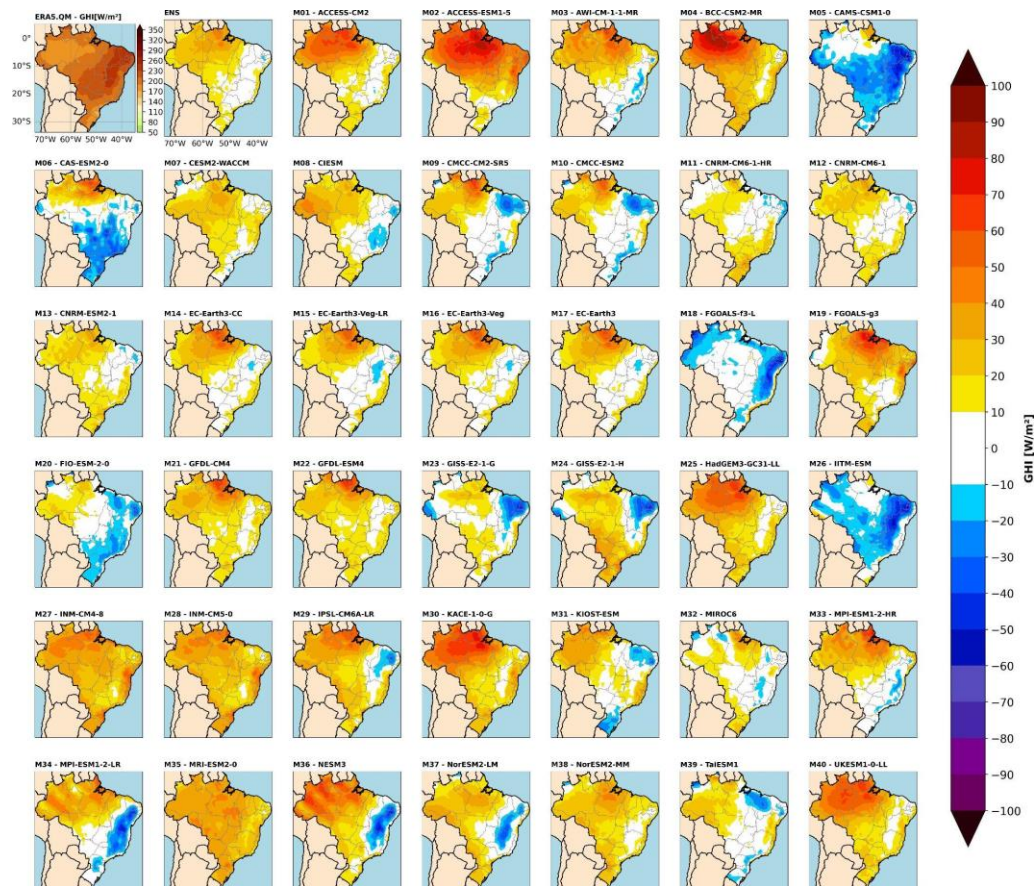 ERA5.QM - GHI[W/m²]
ENS
M01 - ACCESS-CM2
M02 - ACCESS-ESM1-5
M03 - AWI-CM-1-1-MR
M04 - BCC-CSM2-MR
M05 - CAMS-CSM1-0
0°
10°S
20°S
30°S
70°W 60°W 50°W 40°W
350
320
290
260
230
200
170
140
110
80
50
70°W 60°W 50°W 40°W
M06 - CAS-ESM2-0
M07 - CESM2-WACCM
M08 - CIESM
M09 - CMCC-CM2-SR5
M10 - CMCC-ESM2
M11 - CNRM-CM6-1-HR
M12 - CNRM-CM6-1
M13 - CNRM-ESM2-1
M14 - EC-Earth3-CC
M15 - EC-Earth3-Veg-LR
M16 - EC-Earth3-Veg
M17 - EC-Earth3
M18 - FGOALS-f3-L
M19 - FGOALS-g3
M20 - FIO-ESM-2-0
M21 - GFDL-CM4
M22 - GFDL-ESM4
M23 - GISS-E2-1-G
M24 - GISS-E2-1-H
M25 - HadGEM3-GC31-LL
M26 - IITM-ESM
M27 - INM-CM4-8
M28 - INM-CM5-0
M29 - IPSL-CM6A-LR
M30 - KACE-1-0-G
M31 - KIOST-ESM
M32 - MIROC6
M33 - MPI-ESM1-2-HR
M34 - MPI-ESM1-2-LR
M35 - MRI-ESM2-0
M36 - NESM3
M37 - NorESM2-LM
M38 - NorESM2-MM
M39 - TaiESM1
M40 - UKESM1-0-LL
100
90
80
70
60
50
40
30
20
10
0
−10
−20
−30
−40
−50
−60
−70
−80
−90
−100
GHI [W/m²]